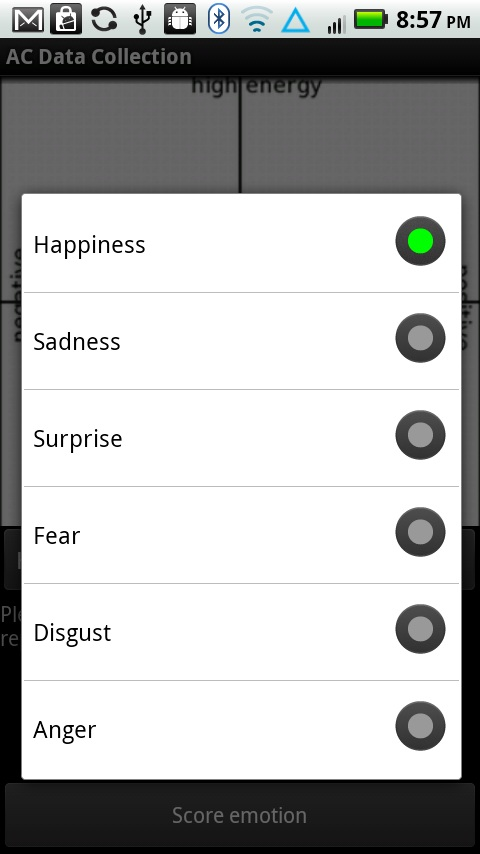 8:57 PM
AC Data Collection
high energy
negative
positive
Happiness
Sadness
Surprise
Fear
Disgust
Anger
Score emotion